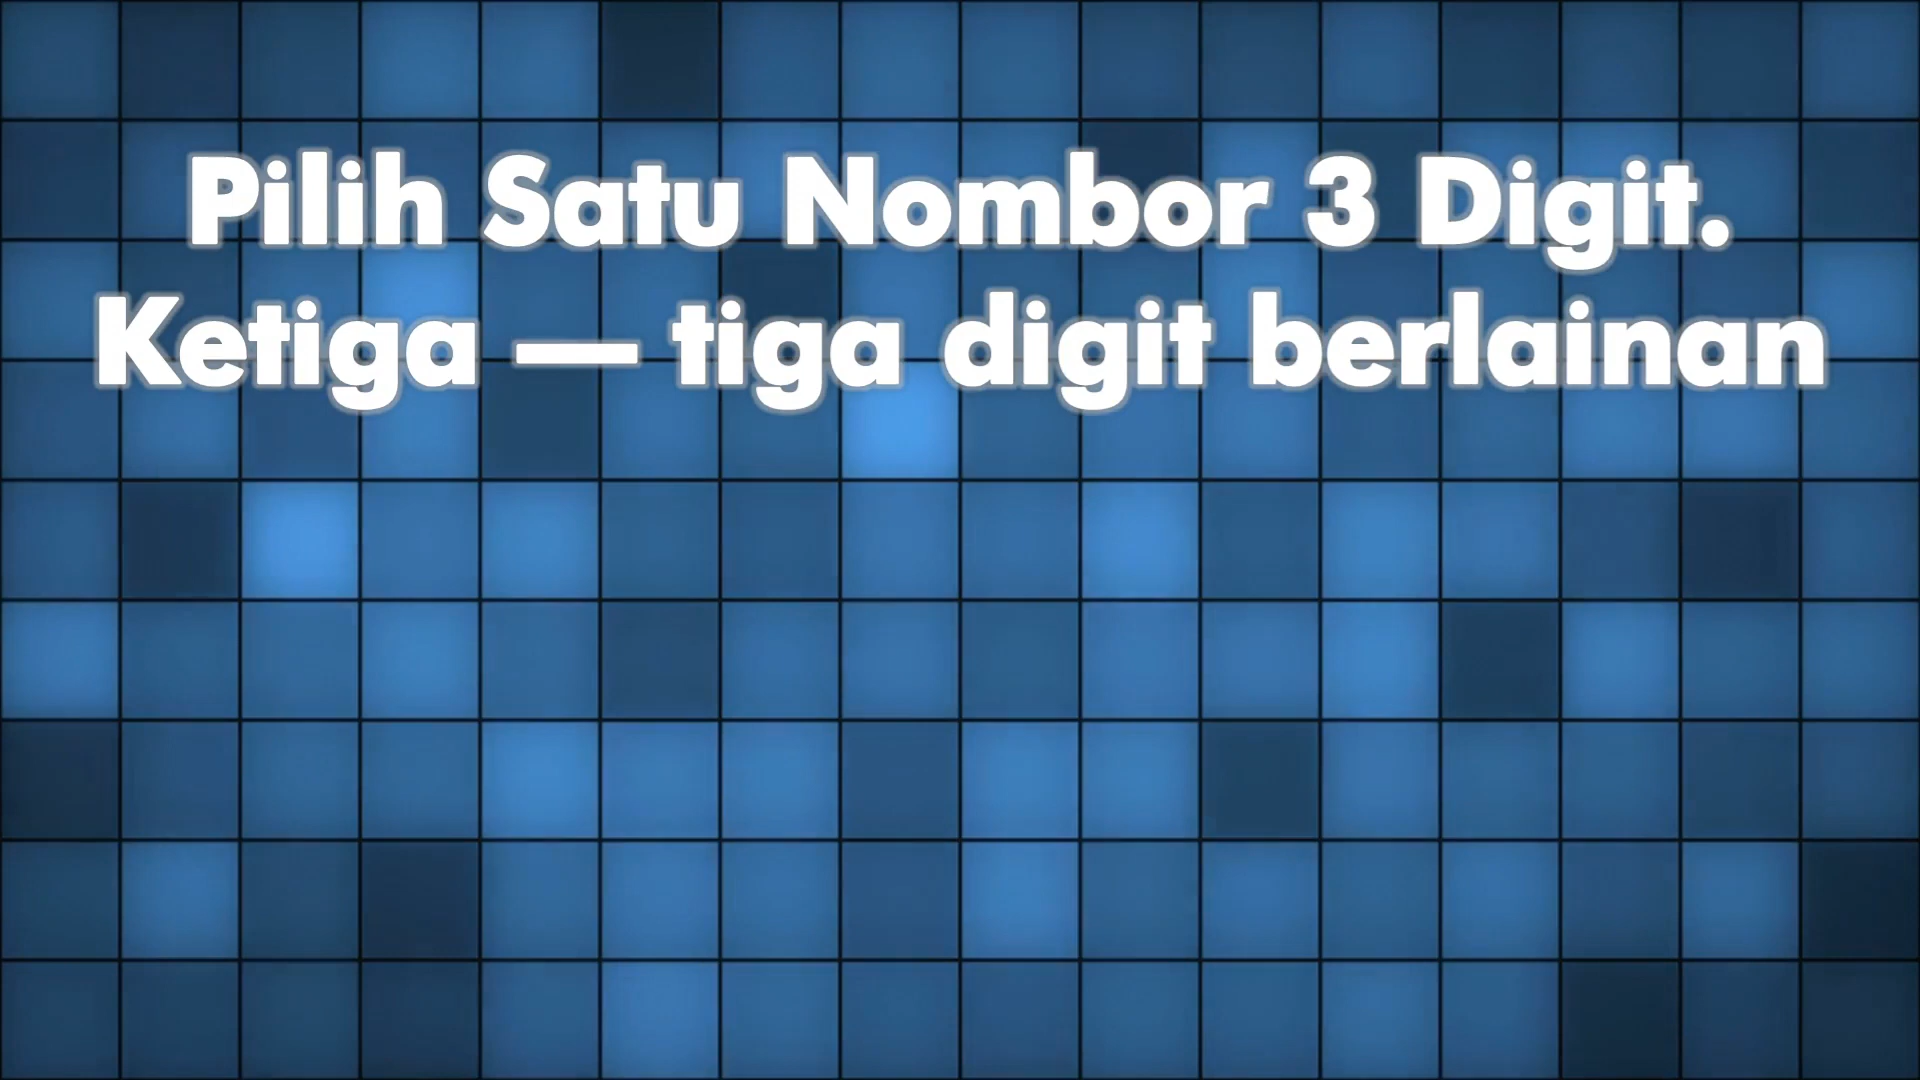 Pilih Satu Nombor 3 Digit.
Ketiga — tiga digit berlainan